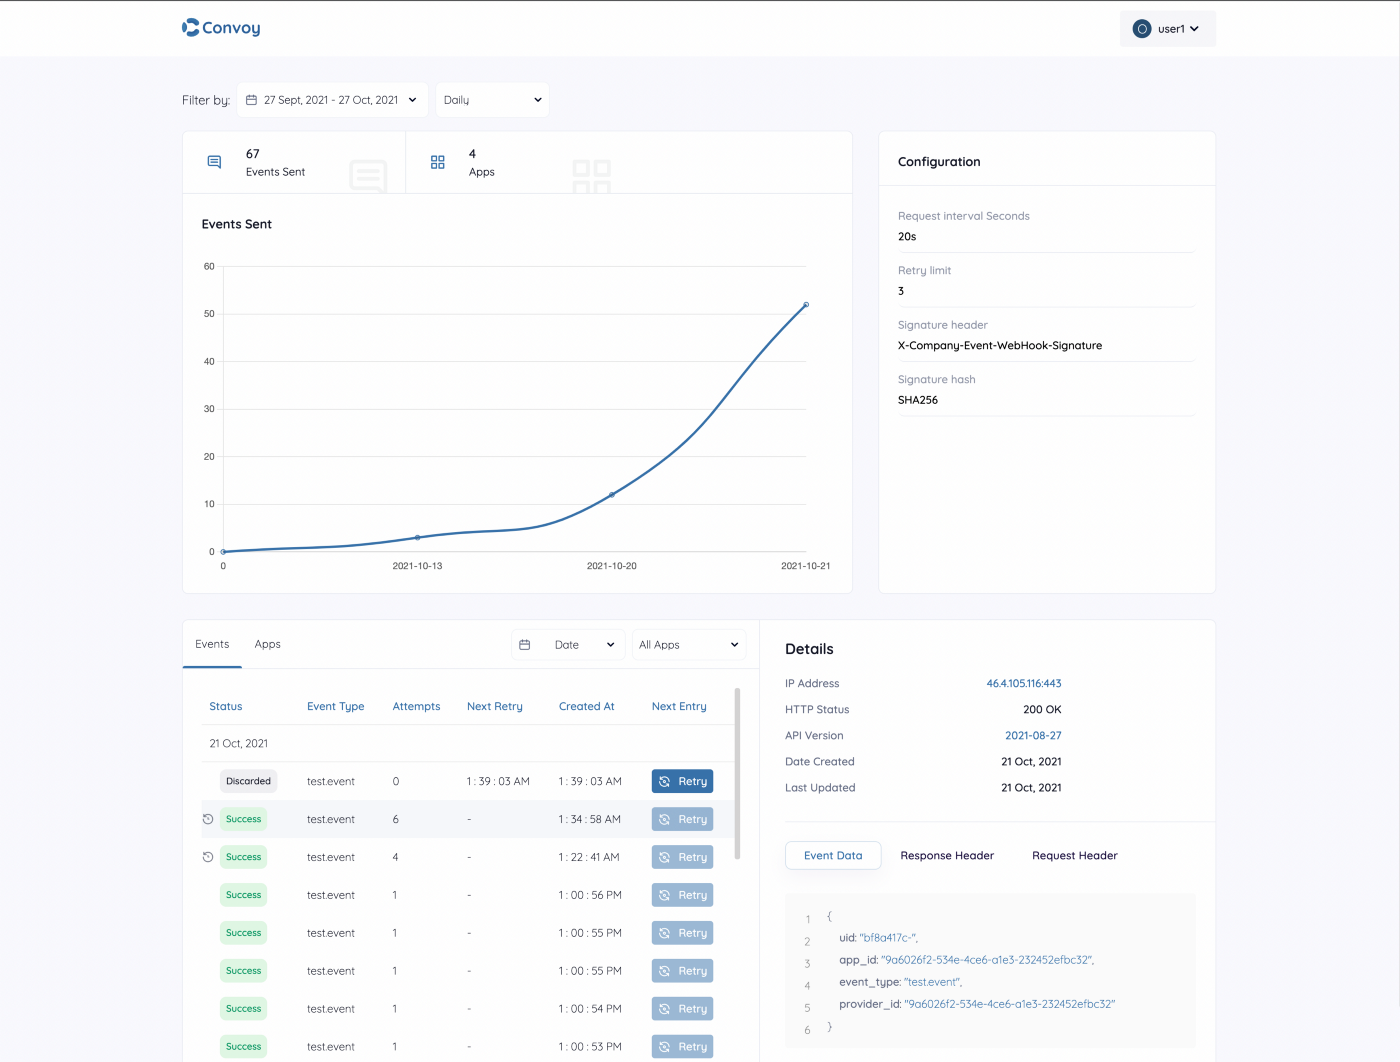 Convoy
user1
Filter by: 27 Sept, 2021 - 27 Oct, 2021 Daily
67
Events Sent
4
Apps
Events Sent
60
50
40
30
20
10
0
0 2021-10-13 2021-10-20 2021-10-21
Configuration
Request interval Seconds
20s
Retry limit
3
Signature header
X-Company-Event-WebHook-Signature
Signature hash
SHA256
Events Apps Date All Apps
Status Event Type Attempts Next Retry Created At Next Entry
21 Oct, 2021
Discarded test.event 0 1 : 39 : 03 AM 1 : 39 : 03 AM Retry
Success test.event 6 - 1 : 34 : 58 AM Retry
Success test.event 4 - 1 : 22 : 41 AM Retry
Success test.event 1 - 1 : 00 : 56 PM Retry
Success test.event 1 - 1 : 00 : 55 PM Retry
Success test.event 1 - 1 : 00 : 55 PM Retry
Success test.event 1 - 1 : 00 : 54 PM Retry
Success test.event 1 - 1 : 00 : 53 PM Retry
Details
IP Address 46.4.105.116:443
HTTP Status 200 OK
API Version 2021-08-27
Date Created 21 Oct, 2021
Last Updated 21 Oct, 2021
Event Data Response Header Request Header
1 {
2 uid: "bf8a417c-",
3 app_id: "9a6026f2-534e-4ce6-a1e3-232452efbc32",
4 event_type: "test.event",
5 provider_id: "9a6026f2-534e-4ce6-a1e3-232452efbc32"
6 }